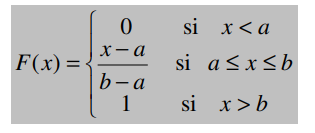 0 si x < a
F(x) = { x − a / b − a si a ≤ x ≤ b
1 si x > b